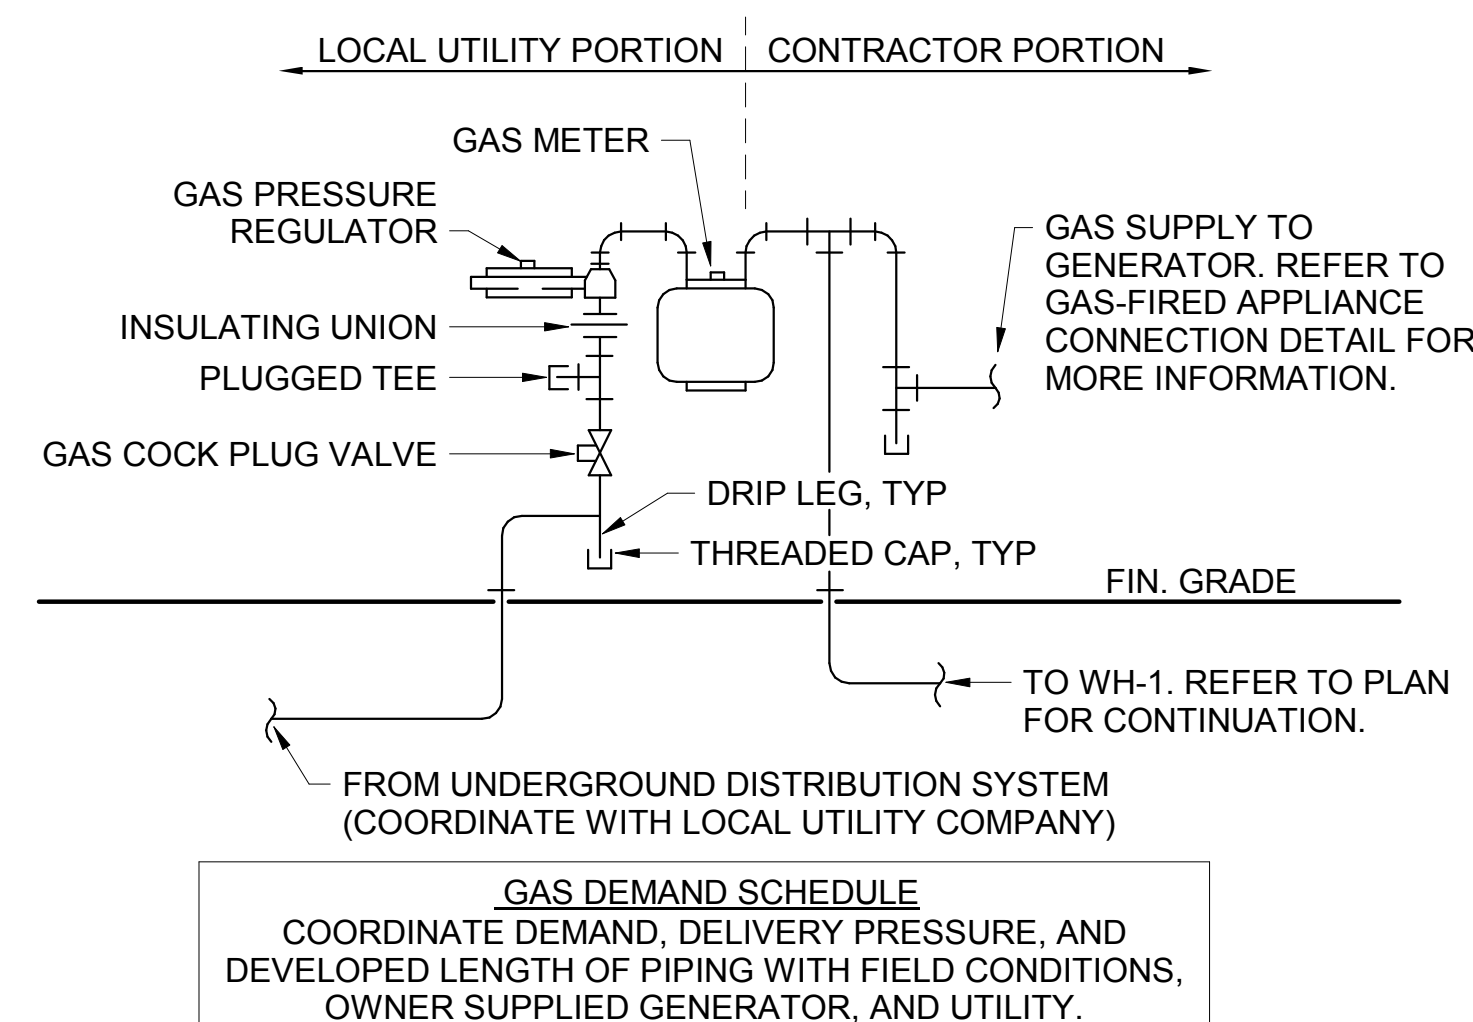 LOCAL UTILITY PORTION
CONTRACTOR PORTION
GAS METER
GAS PRESSURE
REGULATOR
INSULATING UNION
PLUGGED TEE
GAS COCK PLUG VALVE
GAS SUPPLY TO
GENERATOR. REFER TO
GAS-FIRED APPLIANCE
CONNECTION DETAIL FOR
MORE INFORMATION.
DRIP LEG, TYP
THREADED CAP, TYP
FIN. GRADE
TO WH-1. REFER TO PLAN
FOR CONTINUATION.
FROM UNDERGROUND DISTRIBUTION SYSTEM
(COORDINATE WITH LOCAL UTILITY COMPANY)
GAS DEMAND SCHEDULE
COORDINATE DEMAND, DELIVERY PRESSURE, AND
DEVELOPED LENGTH OF PIPING WITH FIELD CONDITIONS,
OWNER SUPPLIED GENERATOR, AND UTILITY.